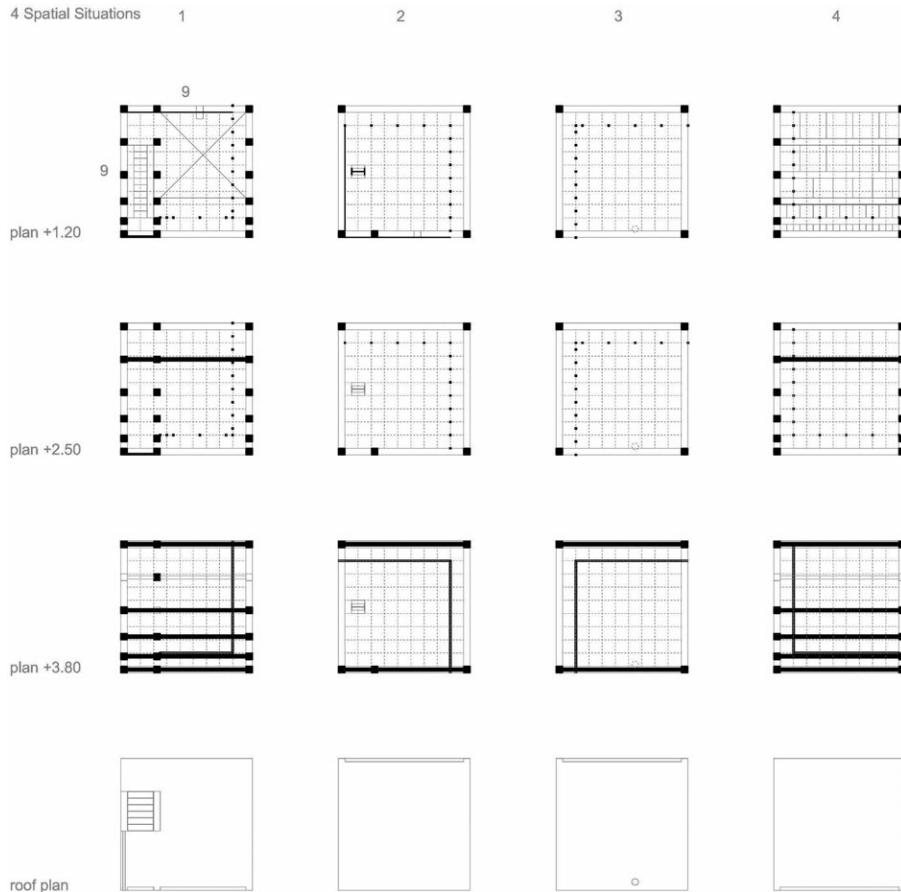 4 Spatial Situations 1 2 3 4
9
9
plan +1.20
plan +2.50
plan +3.80
roof plan